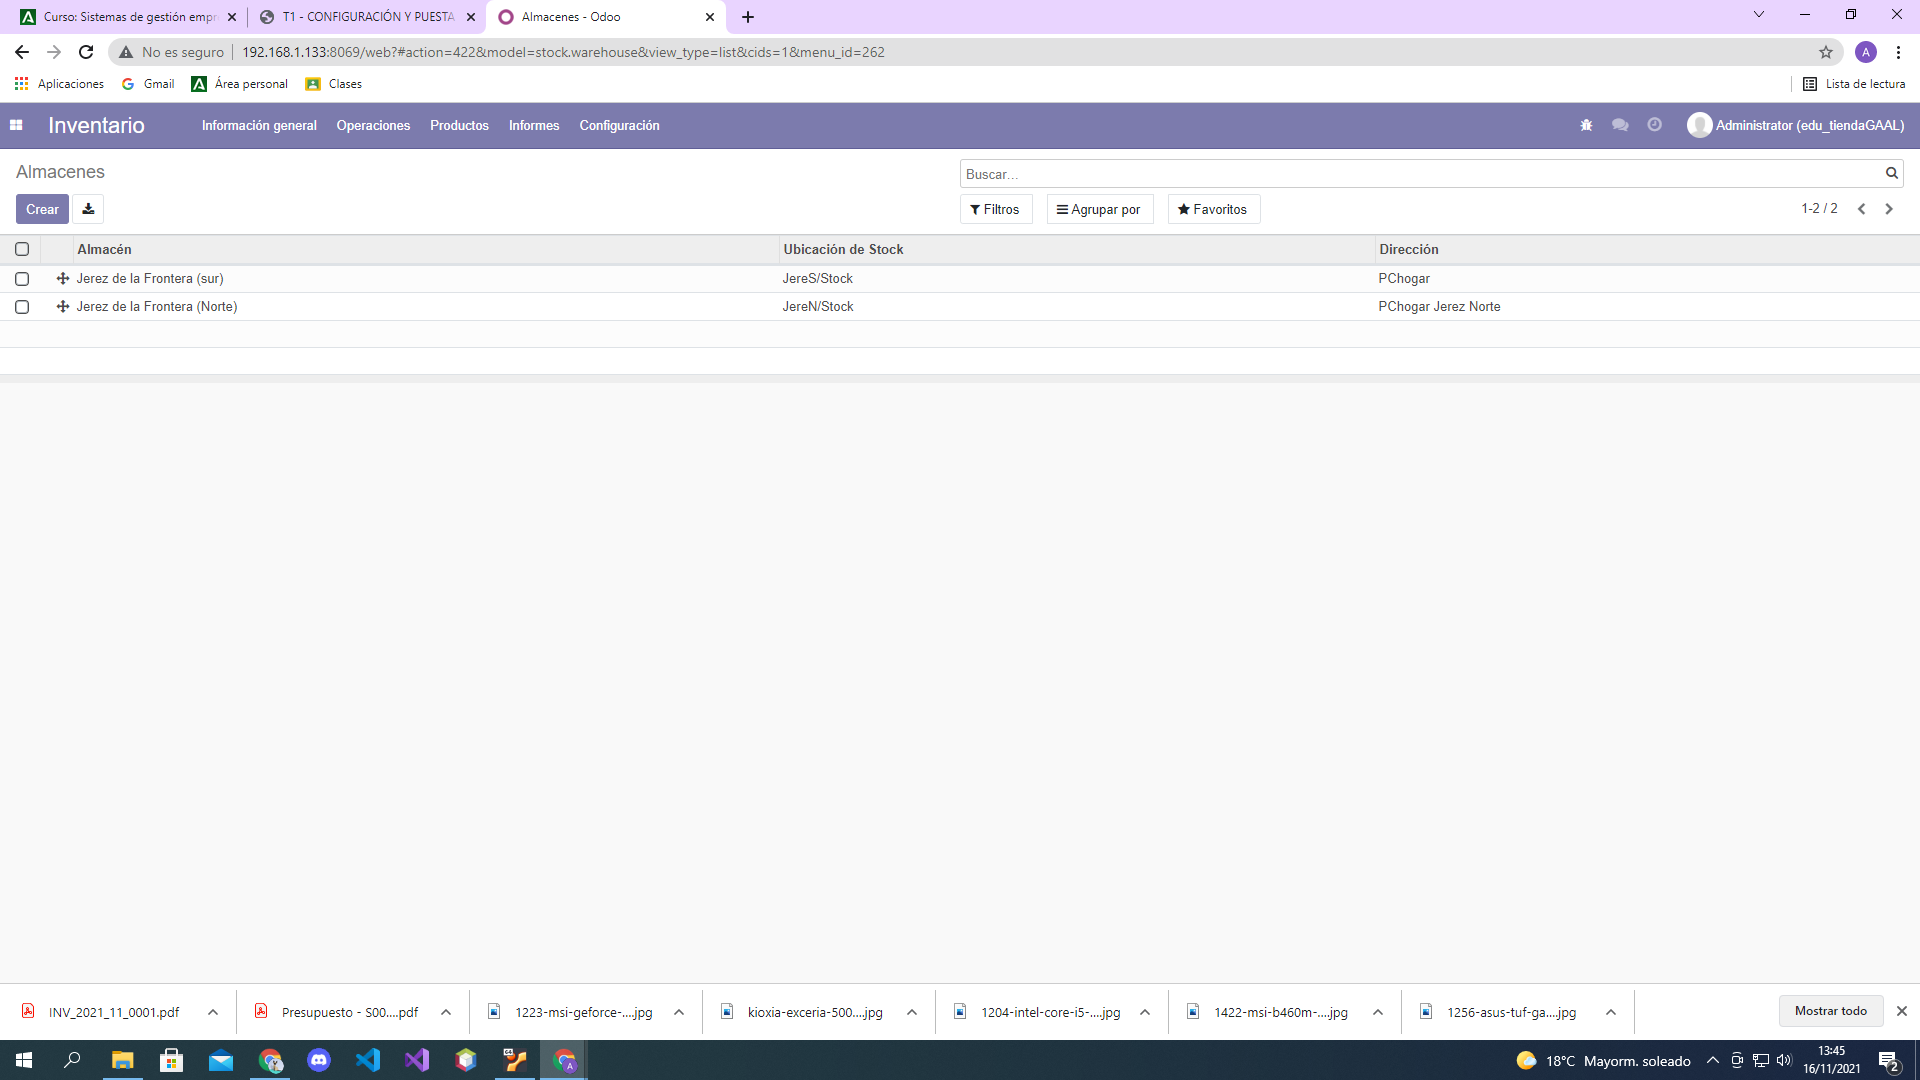 Curso: Sistemas de gestión empr
T1 - CONFIGURACIÓN Y PUESTA
Almacenes - Odoo
No es seguro
192.168.1.133:8069/web?#action=422&model=stock.warehouse&view_type=list&cids=1&menu_id=262
A
Aplicaciones
Gmail
Área personal
Clases
Lista de lectura
Inventario
Información general
Operaciones
Productos
Informes
Configuración
Administrator (edu_tiendaGAAL)
Almacenes
Buscar...
Crear
Filtros
Agrupar por
Favoritos
1-2 / 2
Almacén Ubicación de Stock Dirección
Jerez de la Frontera (sur) JereS/Stock PChogar
Jerez de la Frontera (Norte) JereN/Stock PChogar Jerez Norte
INV_2021_11_0001.pdf
Presupuesto - S00....pdf
1223-msi-geforce-....jpg
kioxia-exceria-500....jpg
1204-intel-core-i5-....jpg
1422-msi-b460m-....jpg
1256-asus-tuf-ga....jpg
Mostrar todo
18°C Mayorm. soleado
13:45
16/11/2021
2